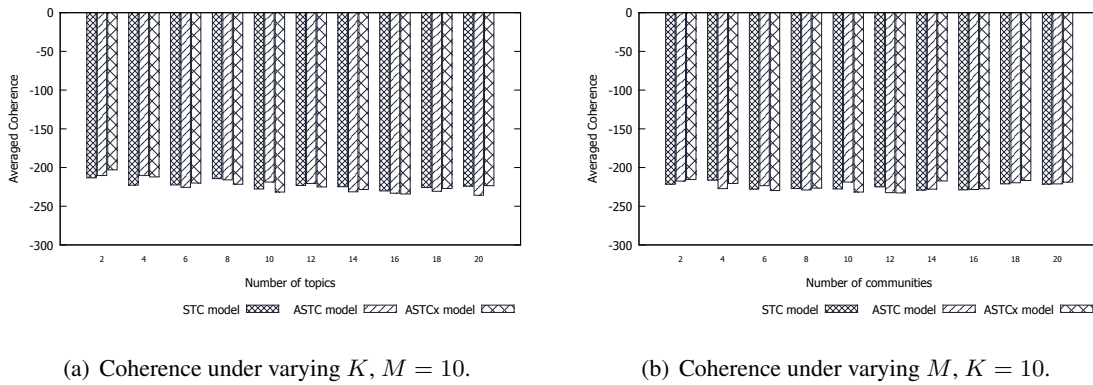 0
-50
-100
-150
-200
-250
-300
Averaged Coherence
2 4 6 8 10 12 14 16 18 20
Number of topics
STC model ASTC model ASTCx model
(a) Coherence under varying K, M = 10.
0
-50
-100
-150
-200
-250
-300
Averaged Coherence
2 4 6 8 10 12 14 16 18 20
Number of communities
STC model ASTC model ASTCx model
(b) Coherence under varying M, K = 10.